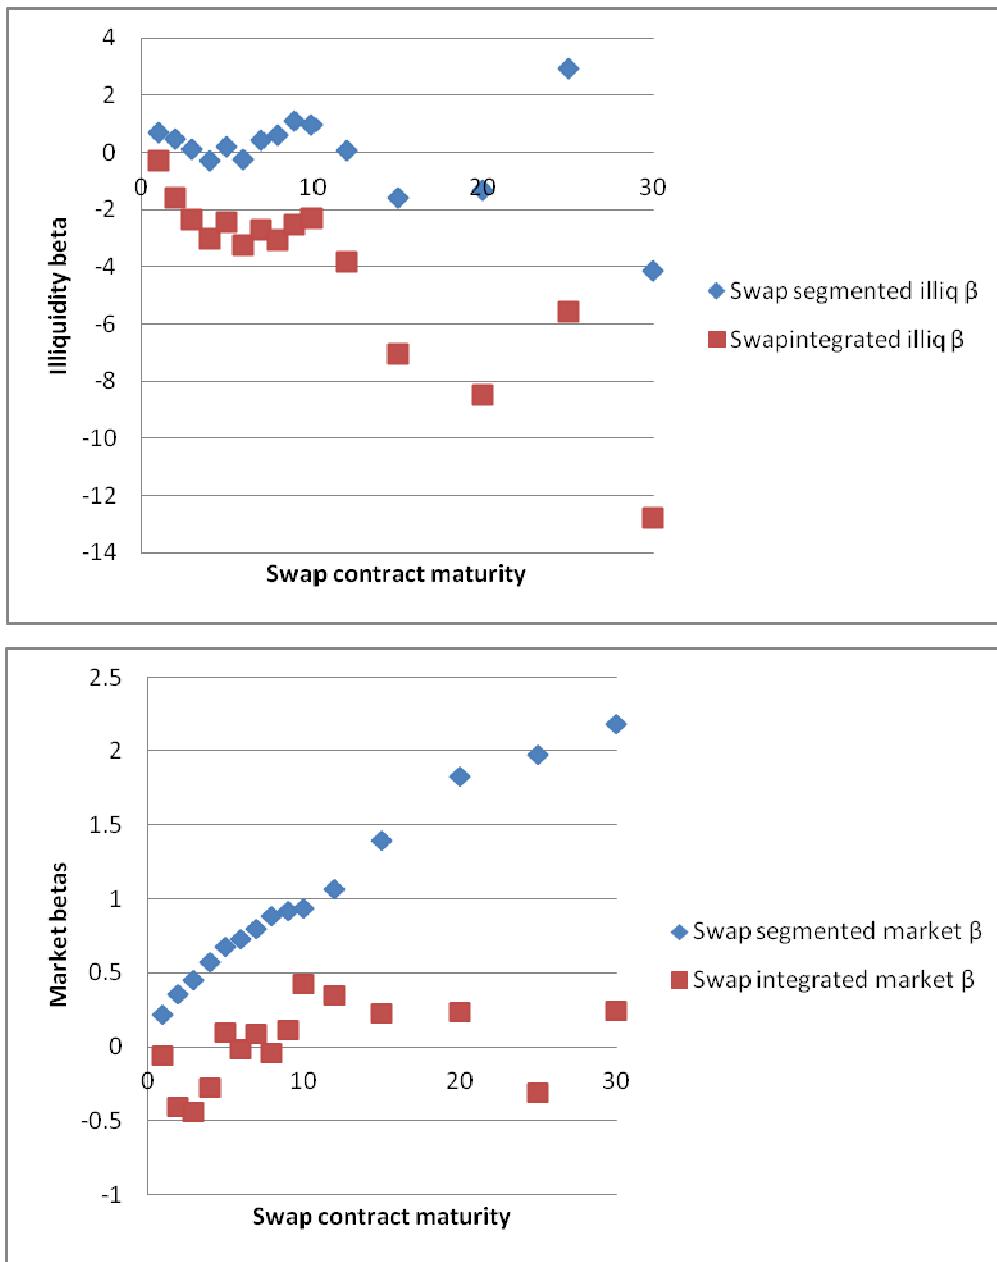 4
2
0
-2
-4
-6
-8
-10
-12
-14
0 10 20 30
Illiquidity beta
Swap contract maturity
Swap segmented illiq β
Swapintegrated illiq β
2.5
2
1.5
1
0.5
0
-0.5
-1
0 10 20 30
Market betas
Swap contract maturity
Swap segmented market β
Swap integrated market β